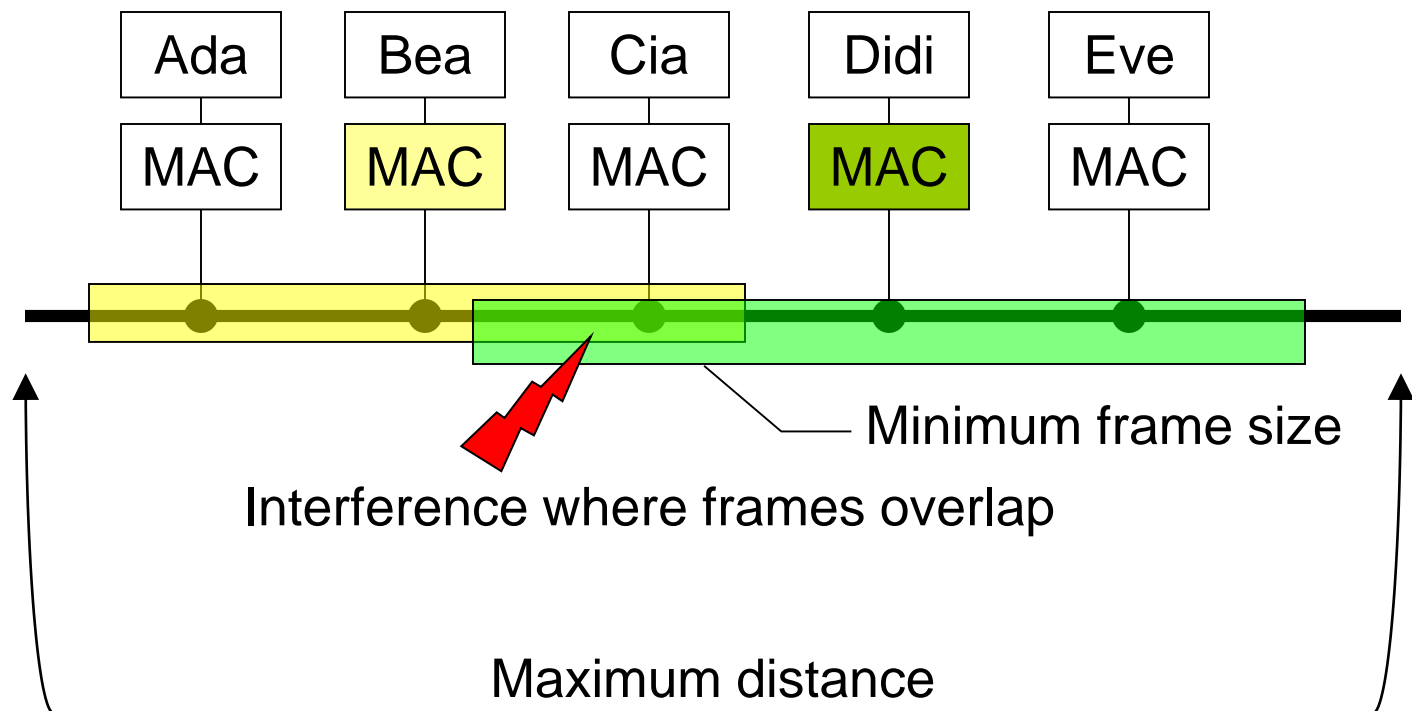 Ada Bea Cia Didi Eve
MAC MAC MAC MAC MAC
Minimum frame size
Interference where frames overlap
Maximum distance